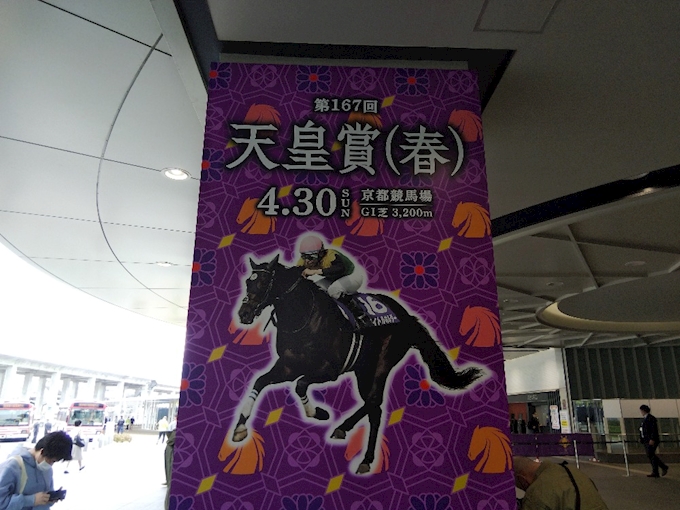 第167回
天皇賞(春)
4.30 SUN
京都競馬場
GI芝3,200m
16